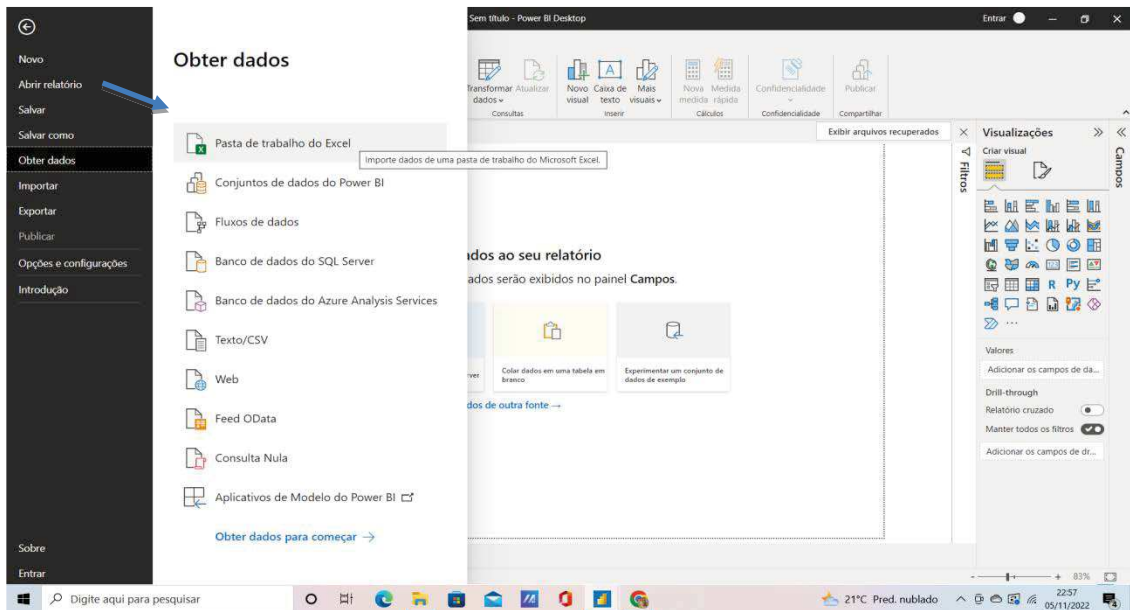 Sem título - Power BI Desktop
Entrar
Novo
Abrir relatório
Salvar
Salvar como
Obter dados
Importar
Exportar
Publicar
Opções e configurações
Introdução
Sobre
Entrar
Obter dados
Pasta de trabalho do Excel
Importe dados de uma pasta de trabalho do Microsoft Excel.
Conjuntos de dados do Power BI
Fluxos de dados
Banco de dados do SQL Server
Banco de dados do Azure Analysis Services
Texto/CSV
Web
Feed OData
Consulta Nula
Aplicativos de Modelo do Power BI
Obter dados para começar →
Transformar Atualizar
dados
Consultas
Novo Caixa de Mais
visual texto visuais
Inserir
Nova Medida
medida rápida
Cálculos
Confidencialidade
Confidencialidade
Publicar
Compartilhar
Exibir arquivos recuperados
ados ao seu relatório
ados serão exibidos no painel Campos.
rver
Colar dados em uma tabela em
branco
Experimentar um conjunto de
dados de exemplo
dos de outra fonte →
Filtros
Visualizações
Criar visual
R Py
Valores
Adicionar os campos de da...
Drill-through
Relatório cruzado
Manter todos os filtros
Adicionar os campos de dr...
Campos
83%
Digite aqui para pesquisar
21°C Pred. nublado
22:57
05/11/2022